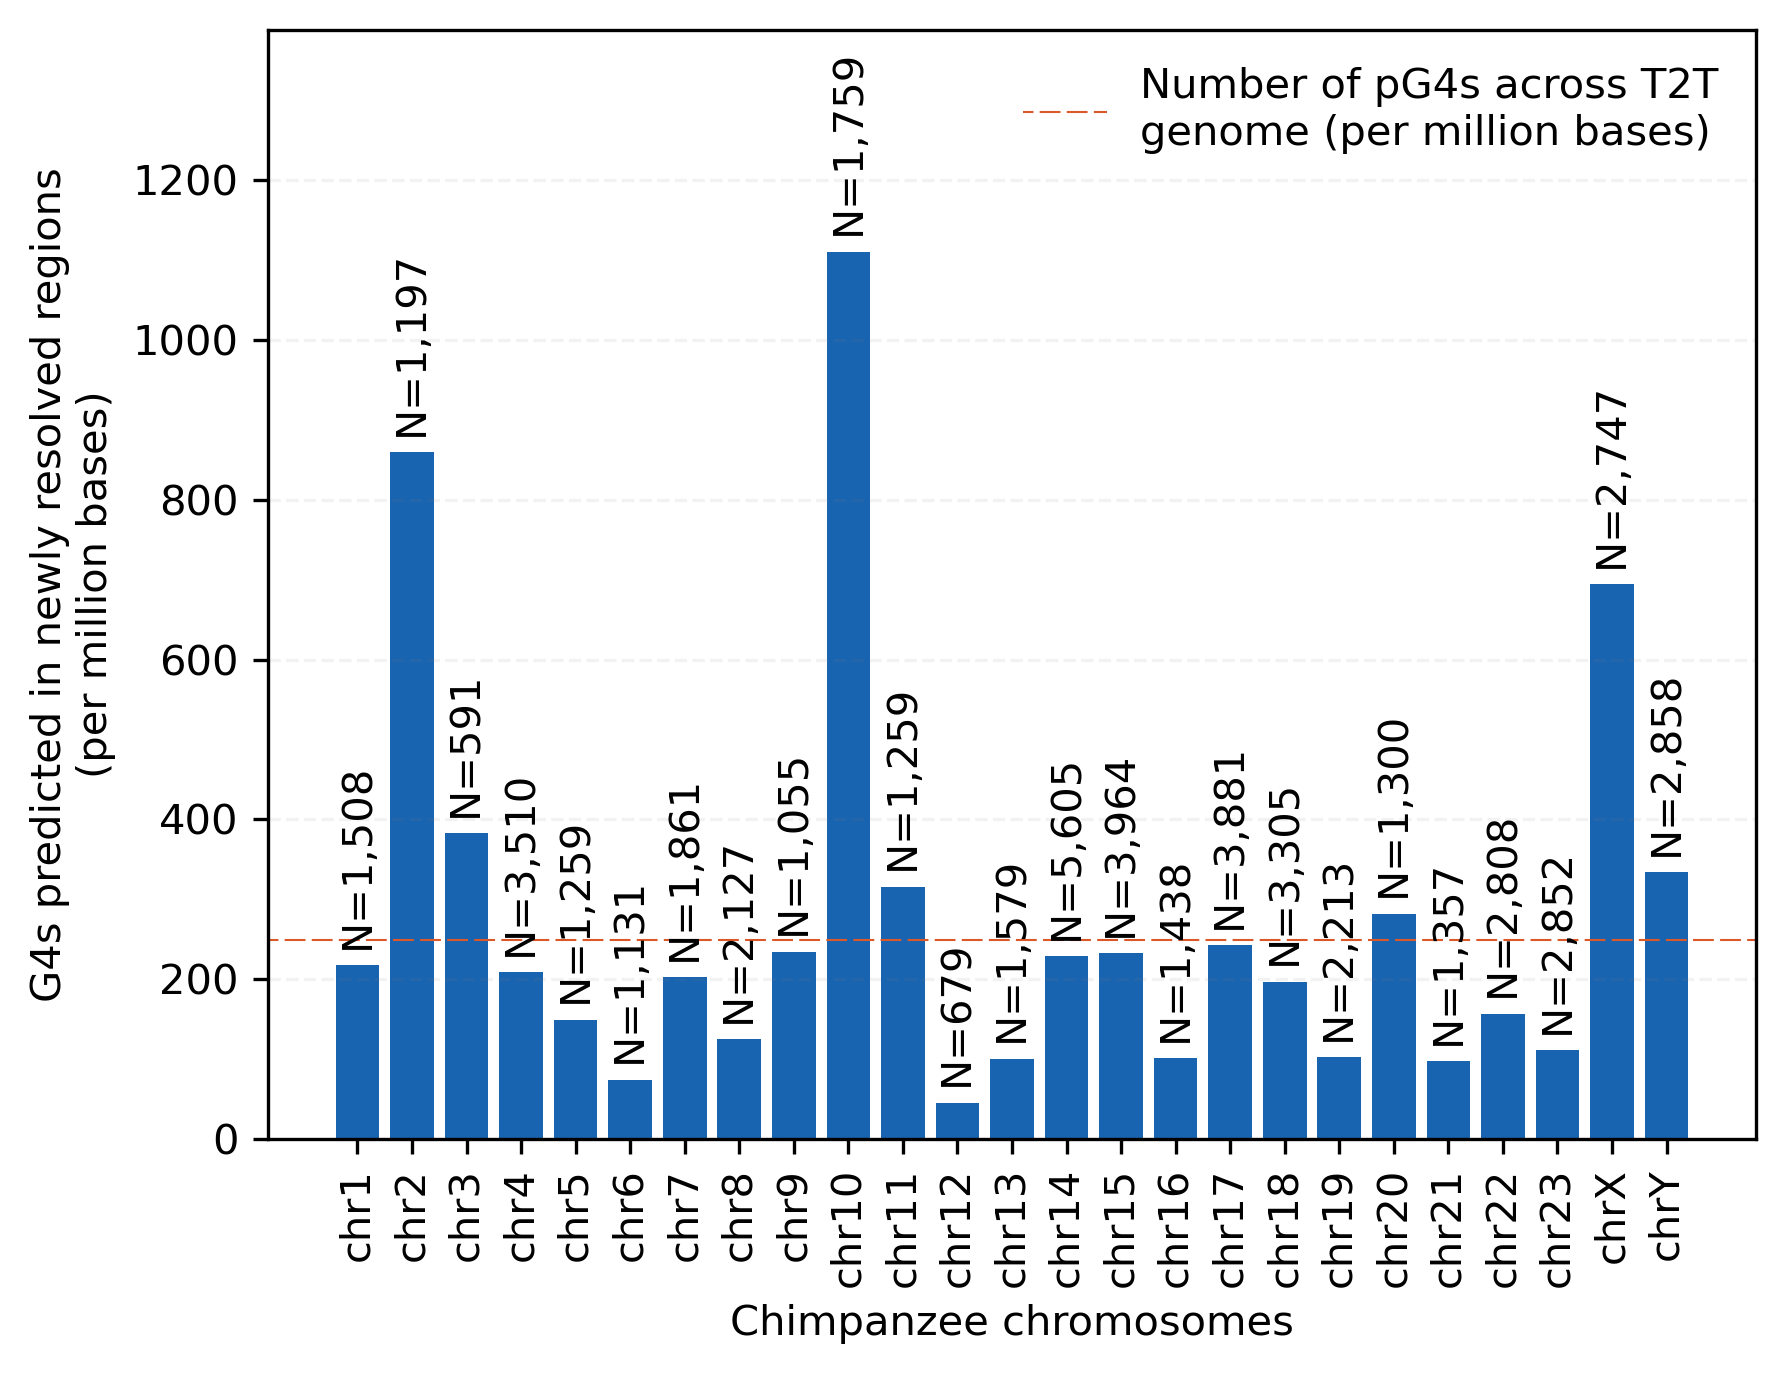 G4s predicted in newly resolved regions
(per million bases)
1200
1000
800
600
400
200
0
Number of pG4s across T2T
genome (per million bases)
N=1,508
N=1,197
N=591
N=3,510
N=1,259
N=1,131
N=1,861
N=2,127
N=1,055
N=1,759
N=1,259
N=679
N=1,579
N=5,605
N=3,964
N=1,438
N=3,881
N=3,305
N=2,213
N=1,300
N=1,357
N=2,808
N=2,852
N=2,747
N=2,858
chr1
chr2
chr3
chr4
chr5
chr6
chr7
chr8
chr9
chr10
chr11
chr12
chr13
chr14
chr15
chr16
chr17
chr18
chr19
chr20
chr21
chr22
chr23
chrX
chrY
Chimpanzee chromosomes